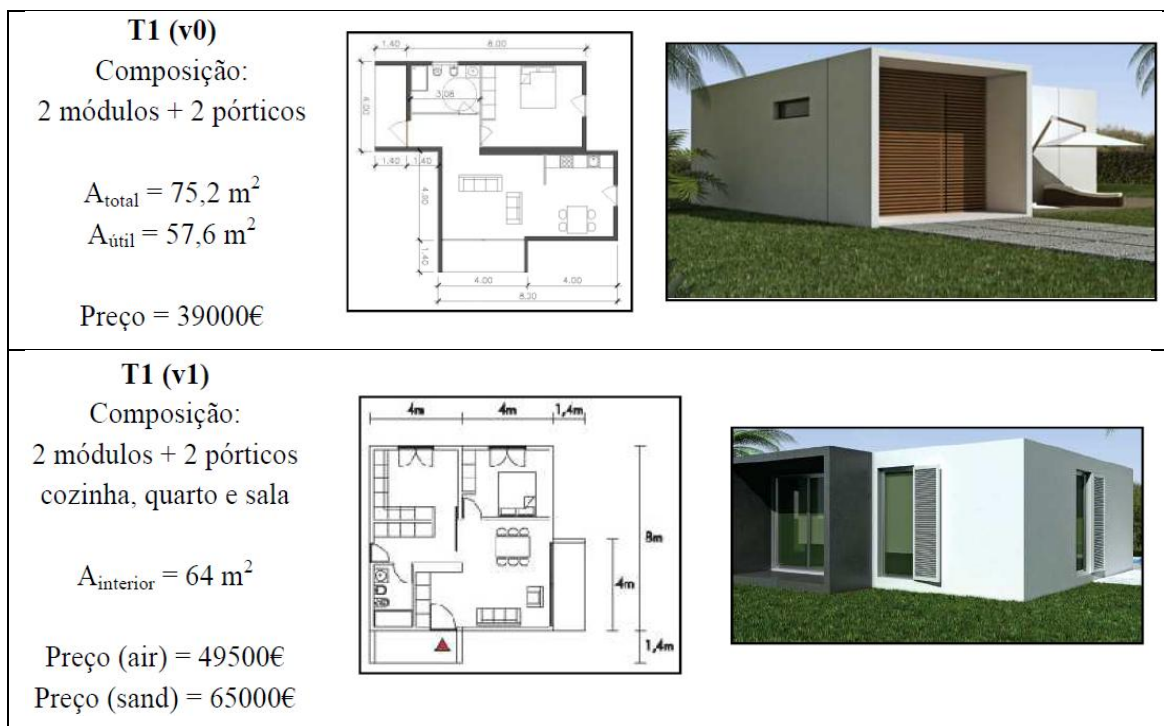 T1 (v0)
Composição:
2 módulos + 2 pórticos
A_total = 75,2 m²
A_útil = 57,6 m²
Preço = 39000€
1.40
8.00
4.00
3.08
1.40
1.40
4.00
1.40
4.00
4.00
8.00
T1 (v1)
Composição:
2 módulos + 2 pórticos
cozinha, quarto e sala
A_interior = 64 m²
Preço (air) = 49500€
Preço (sand) = 65000€
4m
4m
1,4m
8m
4m
1,4m